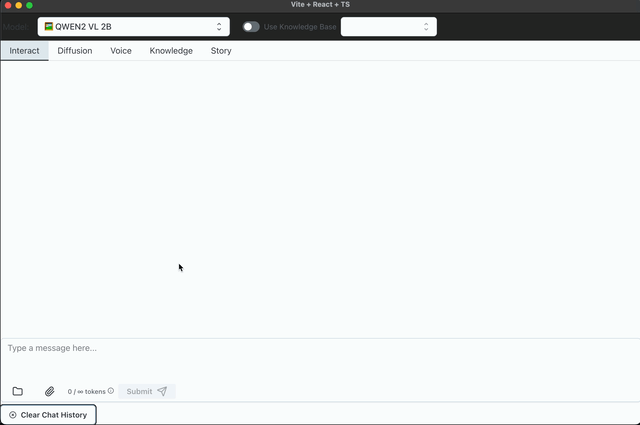 Vite + React + TS
Model: QWEN2 VL 2B Use Knowledge Base
Interact Diffusion Voice Knowledge Story
Type a message here...
0 / ∞ tokens Submit
Clear Chat History